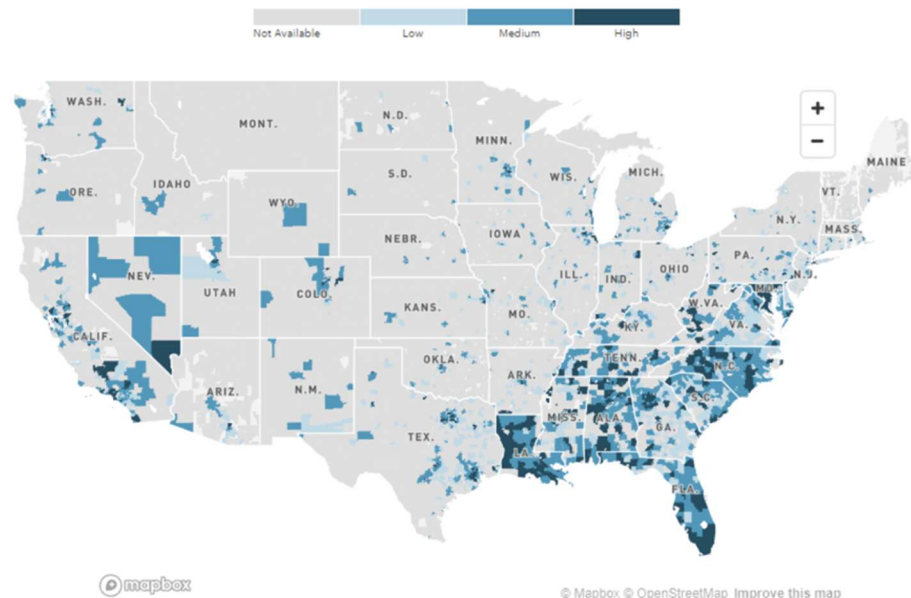 Not Available Low Medium High
+
−
WASH.
MONT.
N.D.
MINN.
MAINE
ORE.
IDAHO
S.D.
WIS.
MICH.
VT.
WYO.
N.Y.
NEBR.
IOWA
MASS.
NEV.
UTAH
COLO.
ILL.
IND.
OHIO
PA.
N.J.
MD.
KANS.
MO.
KY.
W.VA.
VA.
CALIF.
ARIZ.
N.M.
OKLA.
ARK.
TENN.
N.C.
TEX.
LA.
MISS.
ALA.
GA.
S.C.
FLA.
mapbox
© Mapbox © OpenStreetMap Improve this map